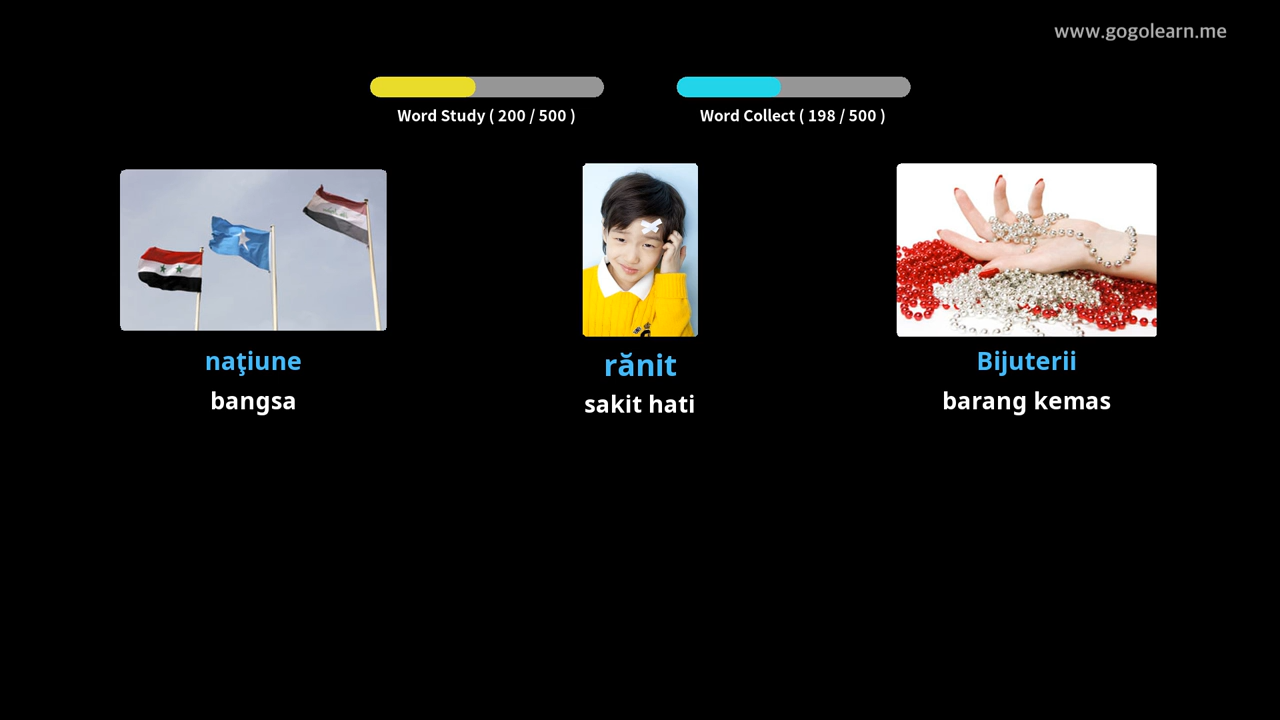 www.gogolearn.me
Word Study ( 200 / 500 )
Word Collect ( 198 / 500 )
naţiune
rănit
Bijuterii
bangsa
sakit hati
barang kemas